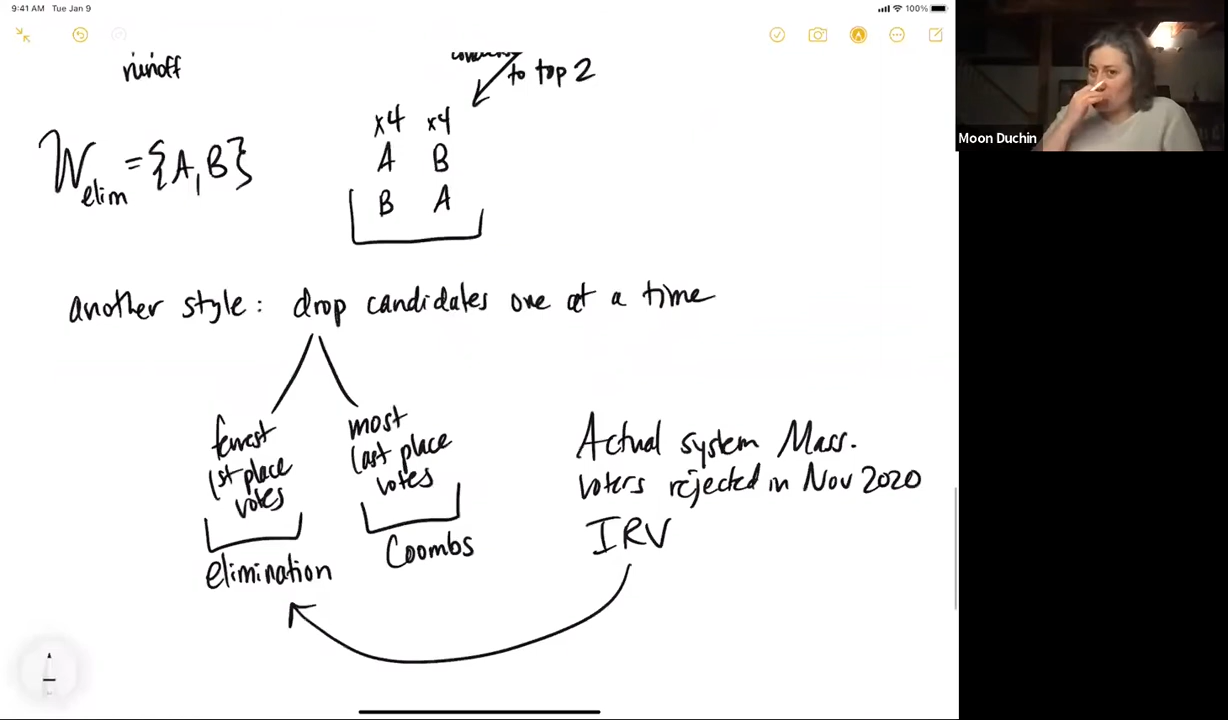 9:41 AM Tue Jan 9
100%
runoff
to top 2
x4 x4
A B
B A
W elim = {A, B}
Moon Duchin
another style: drop candidates one at a time
fewest
1st place
votes
elimination
most
last place
votes
Coombs
Actual system Mass.
voters rejected in Nov 2020
IRV